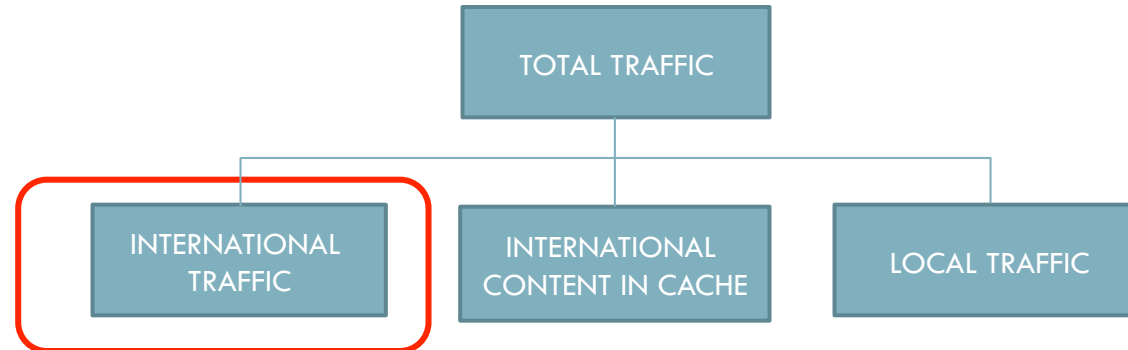 TOTAL TRAFFIC
INTERNATIONAL
TRAFFIC
INTERNATIONAL
CONTENT IN CACHE
LOCAL TRAFFIC